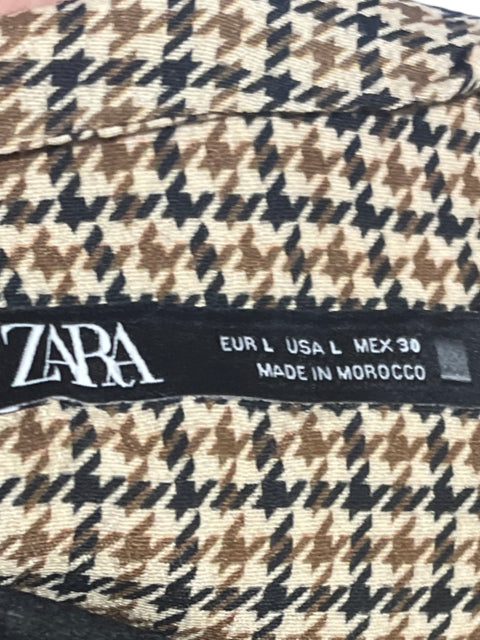 ZARA
EUR L USA L MEX 30
MADE IN MOROCCO